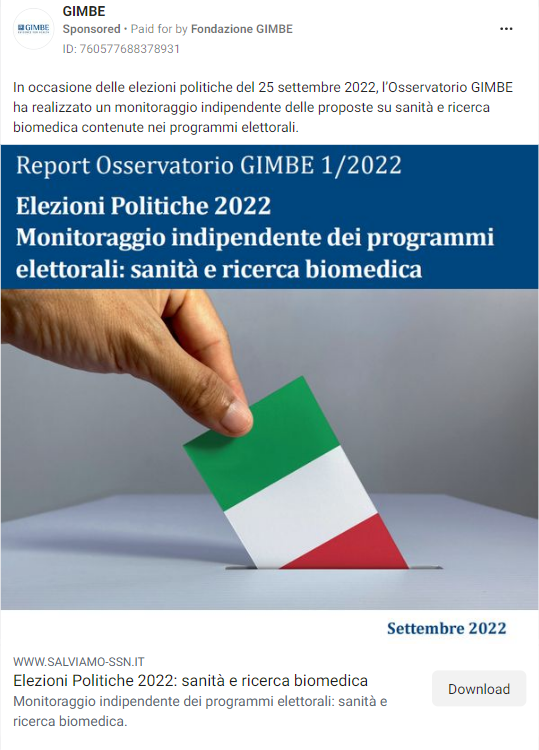 GIMBE
Sponsored • Paid for by Fondazione GIMBE
ID: 760577688378931
GIMBE
In occasione delle elezioni politiche del 25 settembre 2022, l’Osservatorio GIMBE
ha realizzato un monitoraggio indipendente delle proposte su sanità e ricerca
biomedica contenute nei programmi elettorali.
Report Osservatorio GIMBE 1/2022
Elezioni Politiche 2022
Monitoraggio indipendente dei programmi
elettorali: sanità e ricerca biomedica
Settembre 2022
WWW.SALVIAMO-SSN.IT
Elezioni Politiche 2022: sanità e ricerca biomedica
Monitoraggio indipendente dei programmi elettorali: sanità e
ricerca biomedica.
Download